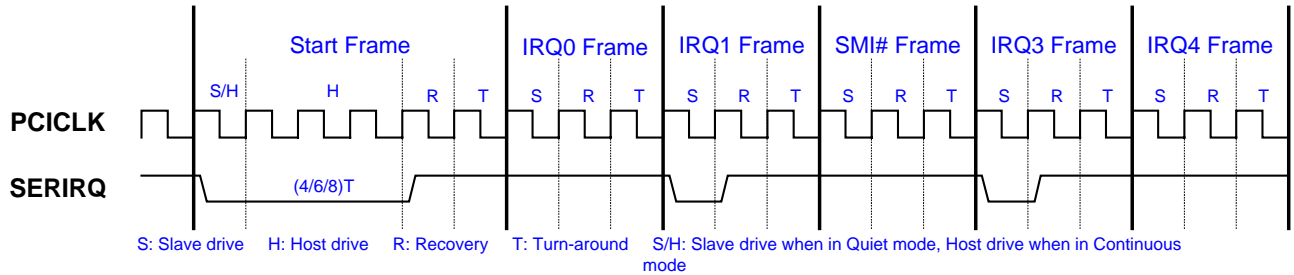 Start Frame
IRQ0 Frame
IRQ1 Frame
SMI# Frame
IRQ3 Frame
IRQ4 Frame
S/H
H
R
T
S
R
T
S
R
T
S
R
T
S
R
T
S
R
T
PCICLK
SERIRQ
(4/6/8)T
S: Slave drive H: Host drive R: Recovery T: Turn-around S/H: Slave drive when in Quiet mode, Host drive when in Continuous
mode